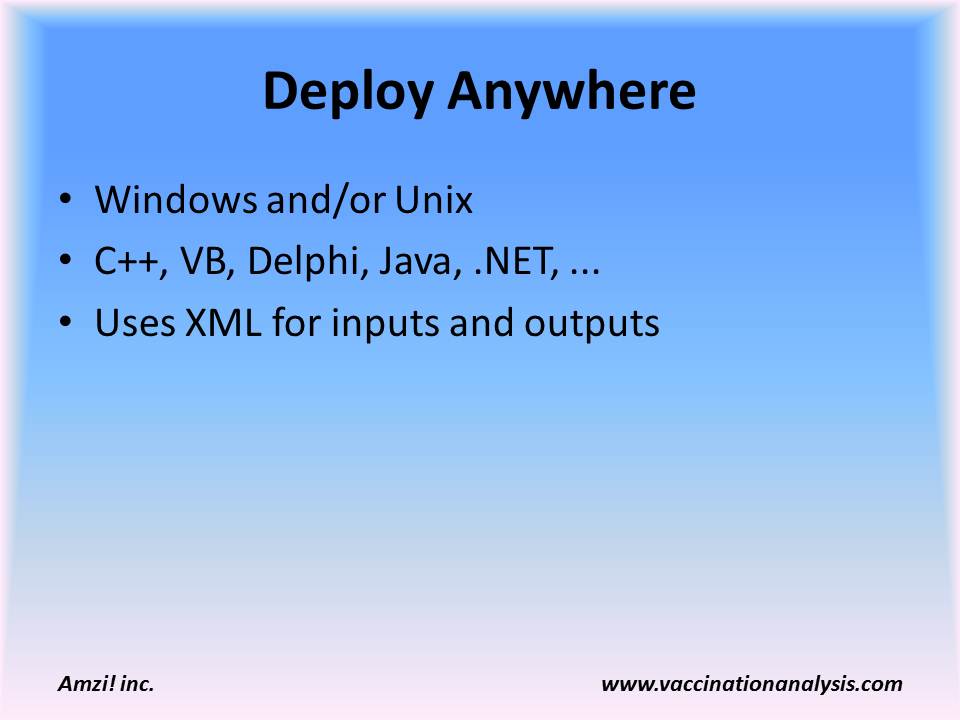 Deploy Anywhere
• Windows and/or Unix
• C++, VB, Delphi, Java, .NET, ...
• Uses XML for inputs and outputs
Amzi! inc.
www.vaccinationanalysis.com